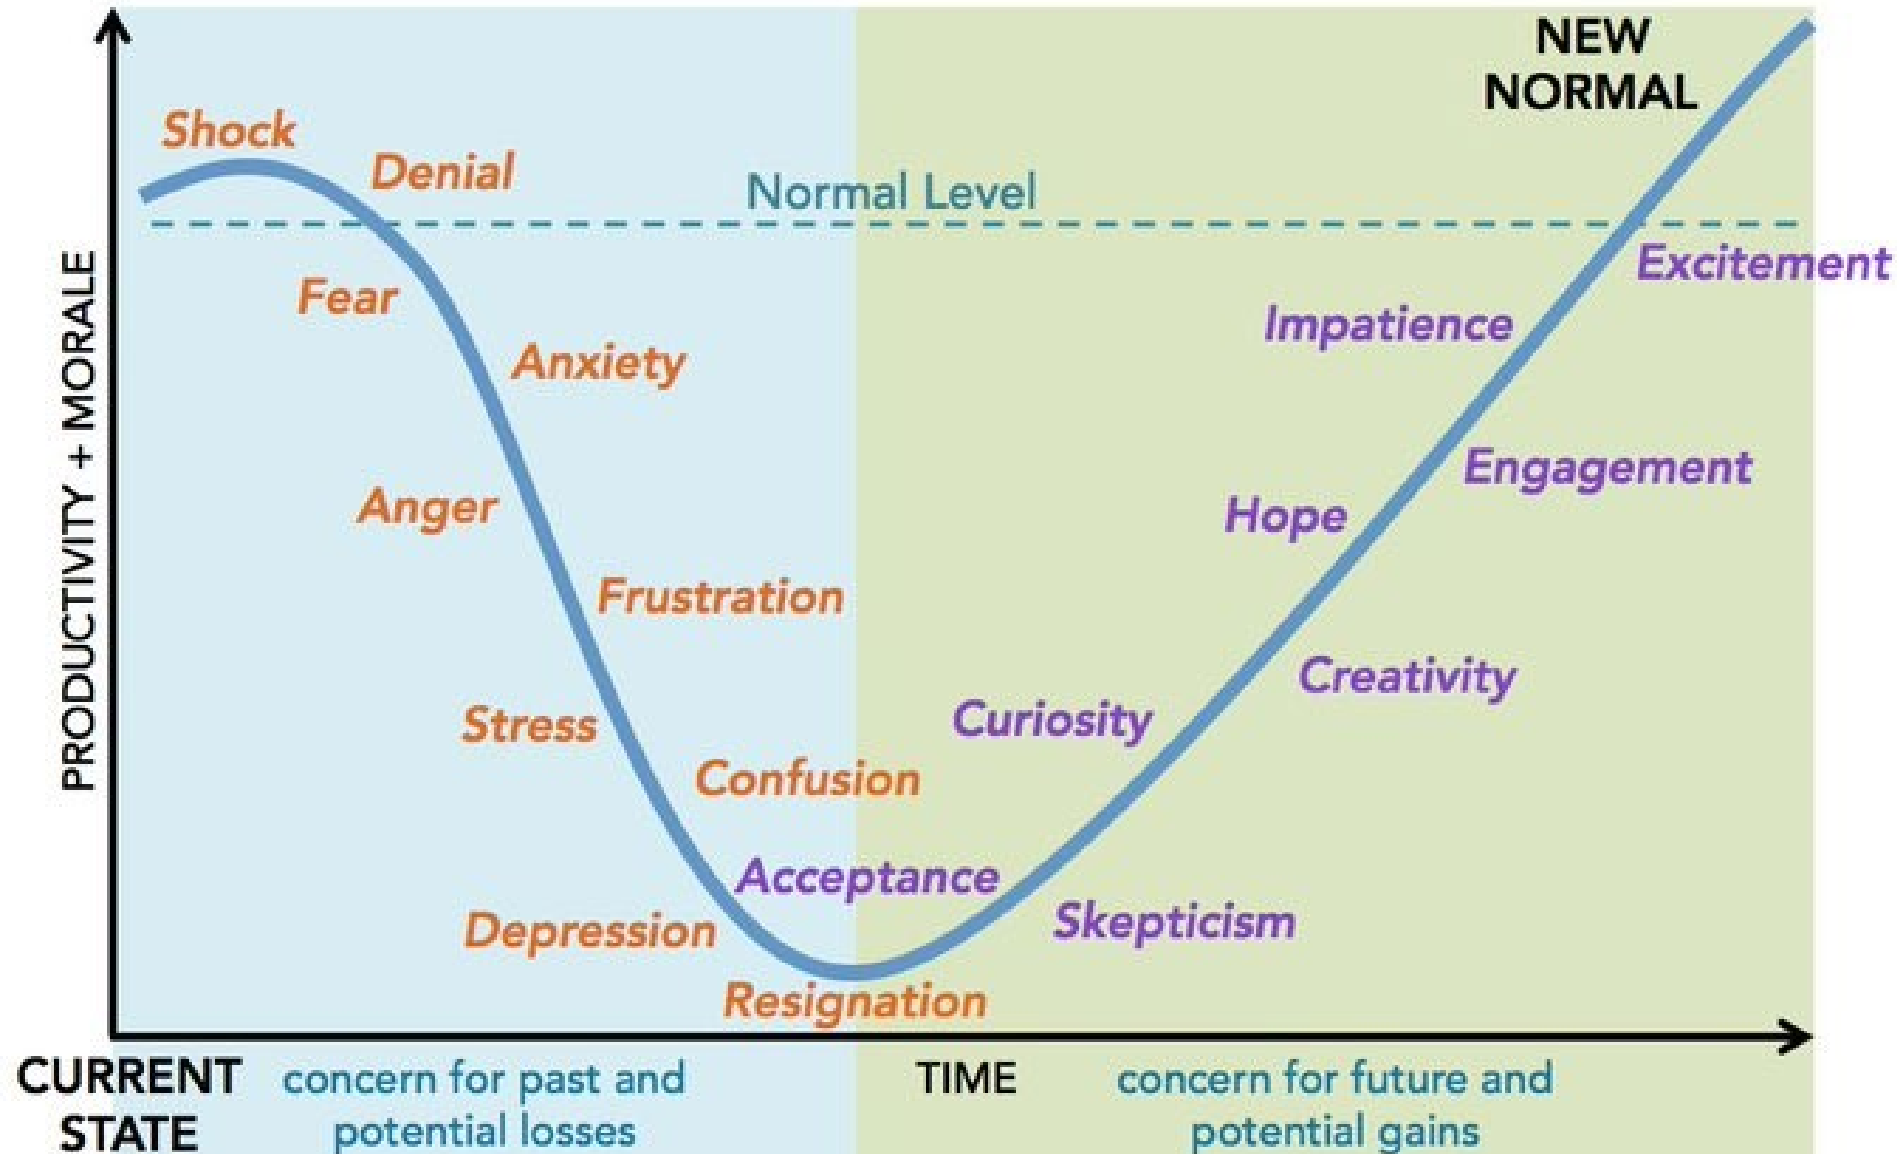 NEW
NORMAL
Shock
Denial
Normal Level
Fear
Excitement
Impatience
Anxiety
Engagement
Anger
Hope
Frustration
Creativity
Stress
Curiosity
Confusion
Acceptance
Skepticism
Depression
Resignation
PRODUCTIVITY + MORALE
CURRENT
STATE
concern for past and
potential losses
TIME
concern for future and
potential gains